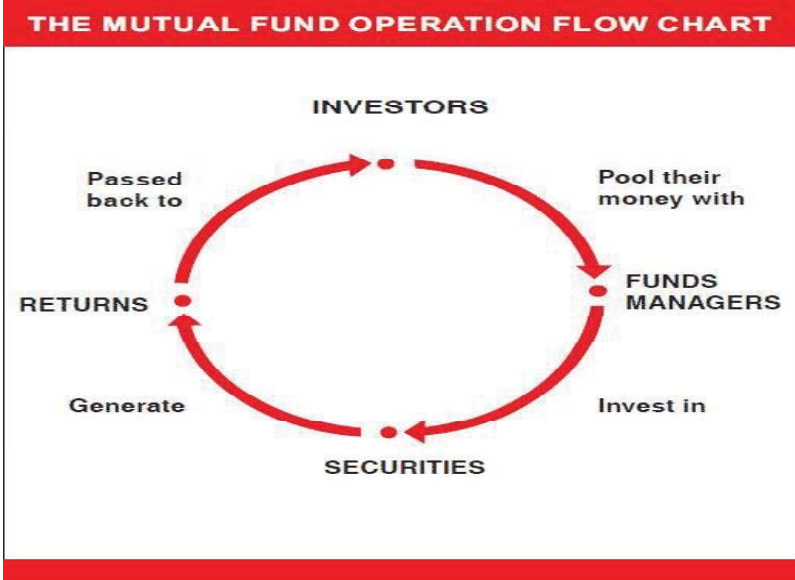 THE MUTUAL FUND OPERATION FLOW CHART
INVESTORS
Passed
back to
Pool their
money with
RETURNS
FUNDS
MANAGERS
Generate
Invest in
SECURITIES